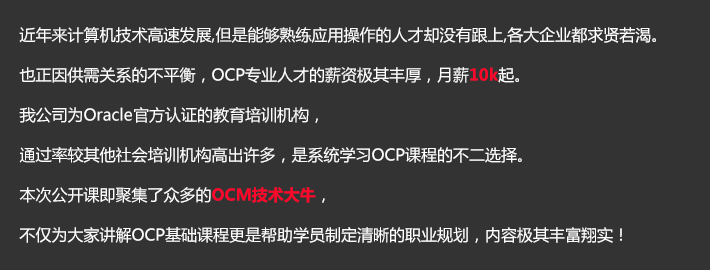 近年来计算机技术高速发展,但是能够熟练应用操作的人才却没有跟上,各大企业都求贤若渴。
也正因供需关系的不平衡，OCP专业人才的薪资极其丰厚，月薪10k起。
我公司为Oracle官方认证的教育培训机构，
通过率较其他社会培训机构高出许多，是系统学习OCP课程的不二选择。
本次公开课即聚集了众多的OCM技术大牛，
不仅为大家讲解OCP基础课程更是帮助学员制定清晰的职业规划，内容极其丰富翔实！